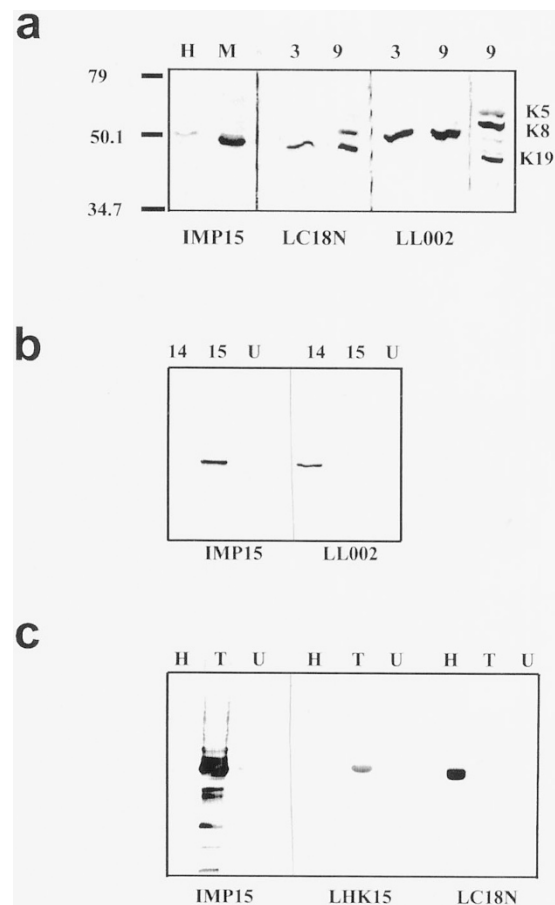 a
H M 3 9 3 9 9
79
50.1
34.7
K5
K8
K19
IMP15 LC18N LL002
b
14 15 U 14 15 U
IMP15 LL002
c
H T U H T U H T U
IMP15 LHK15 LC18N